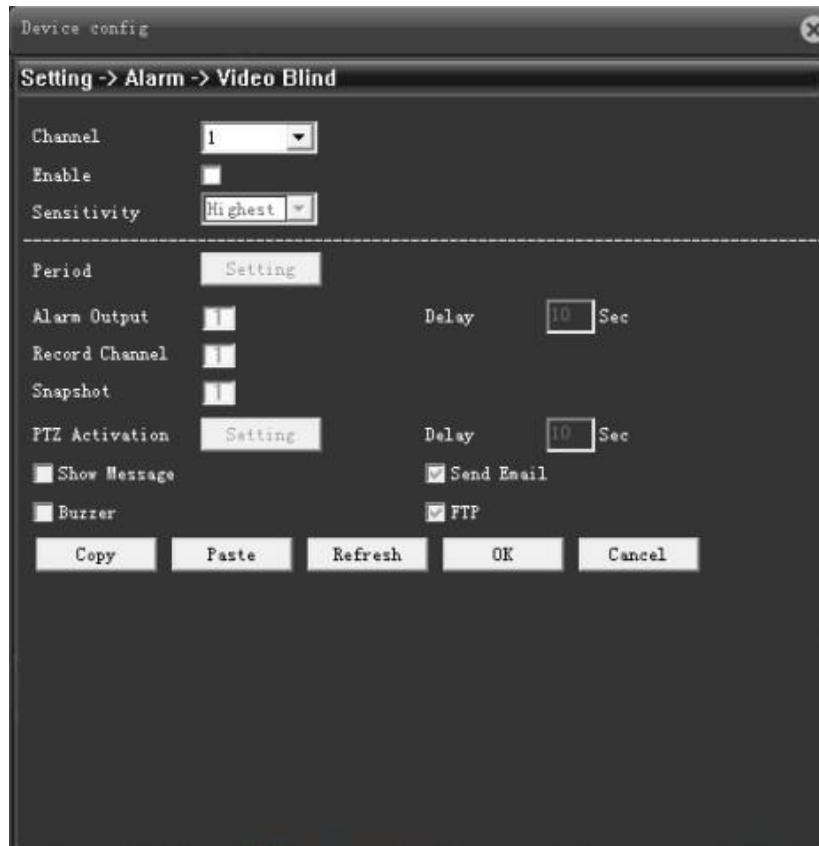 Device config
Setting -> Alarm -> Video Blind
Channel 1
Enable
Sensitivity Highest
Period Setting
Alarm Output 1 Delay 10 Sec
Record Channel 1
Snapshot 1
PTZ Activation Setting Delay 10 Sec
Show Message Send Email
Buzzer FTP
Copy Paste Refresh OK Cancel